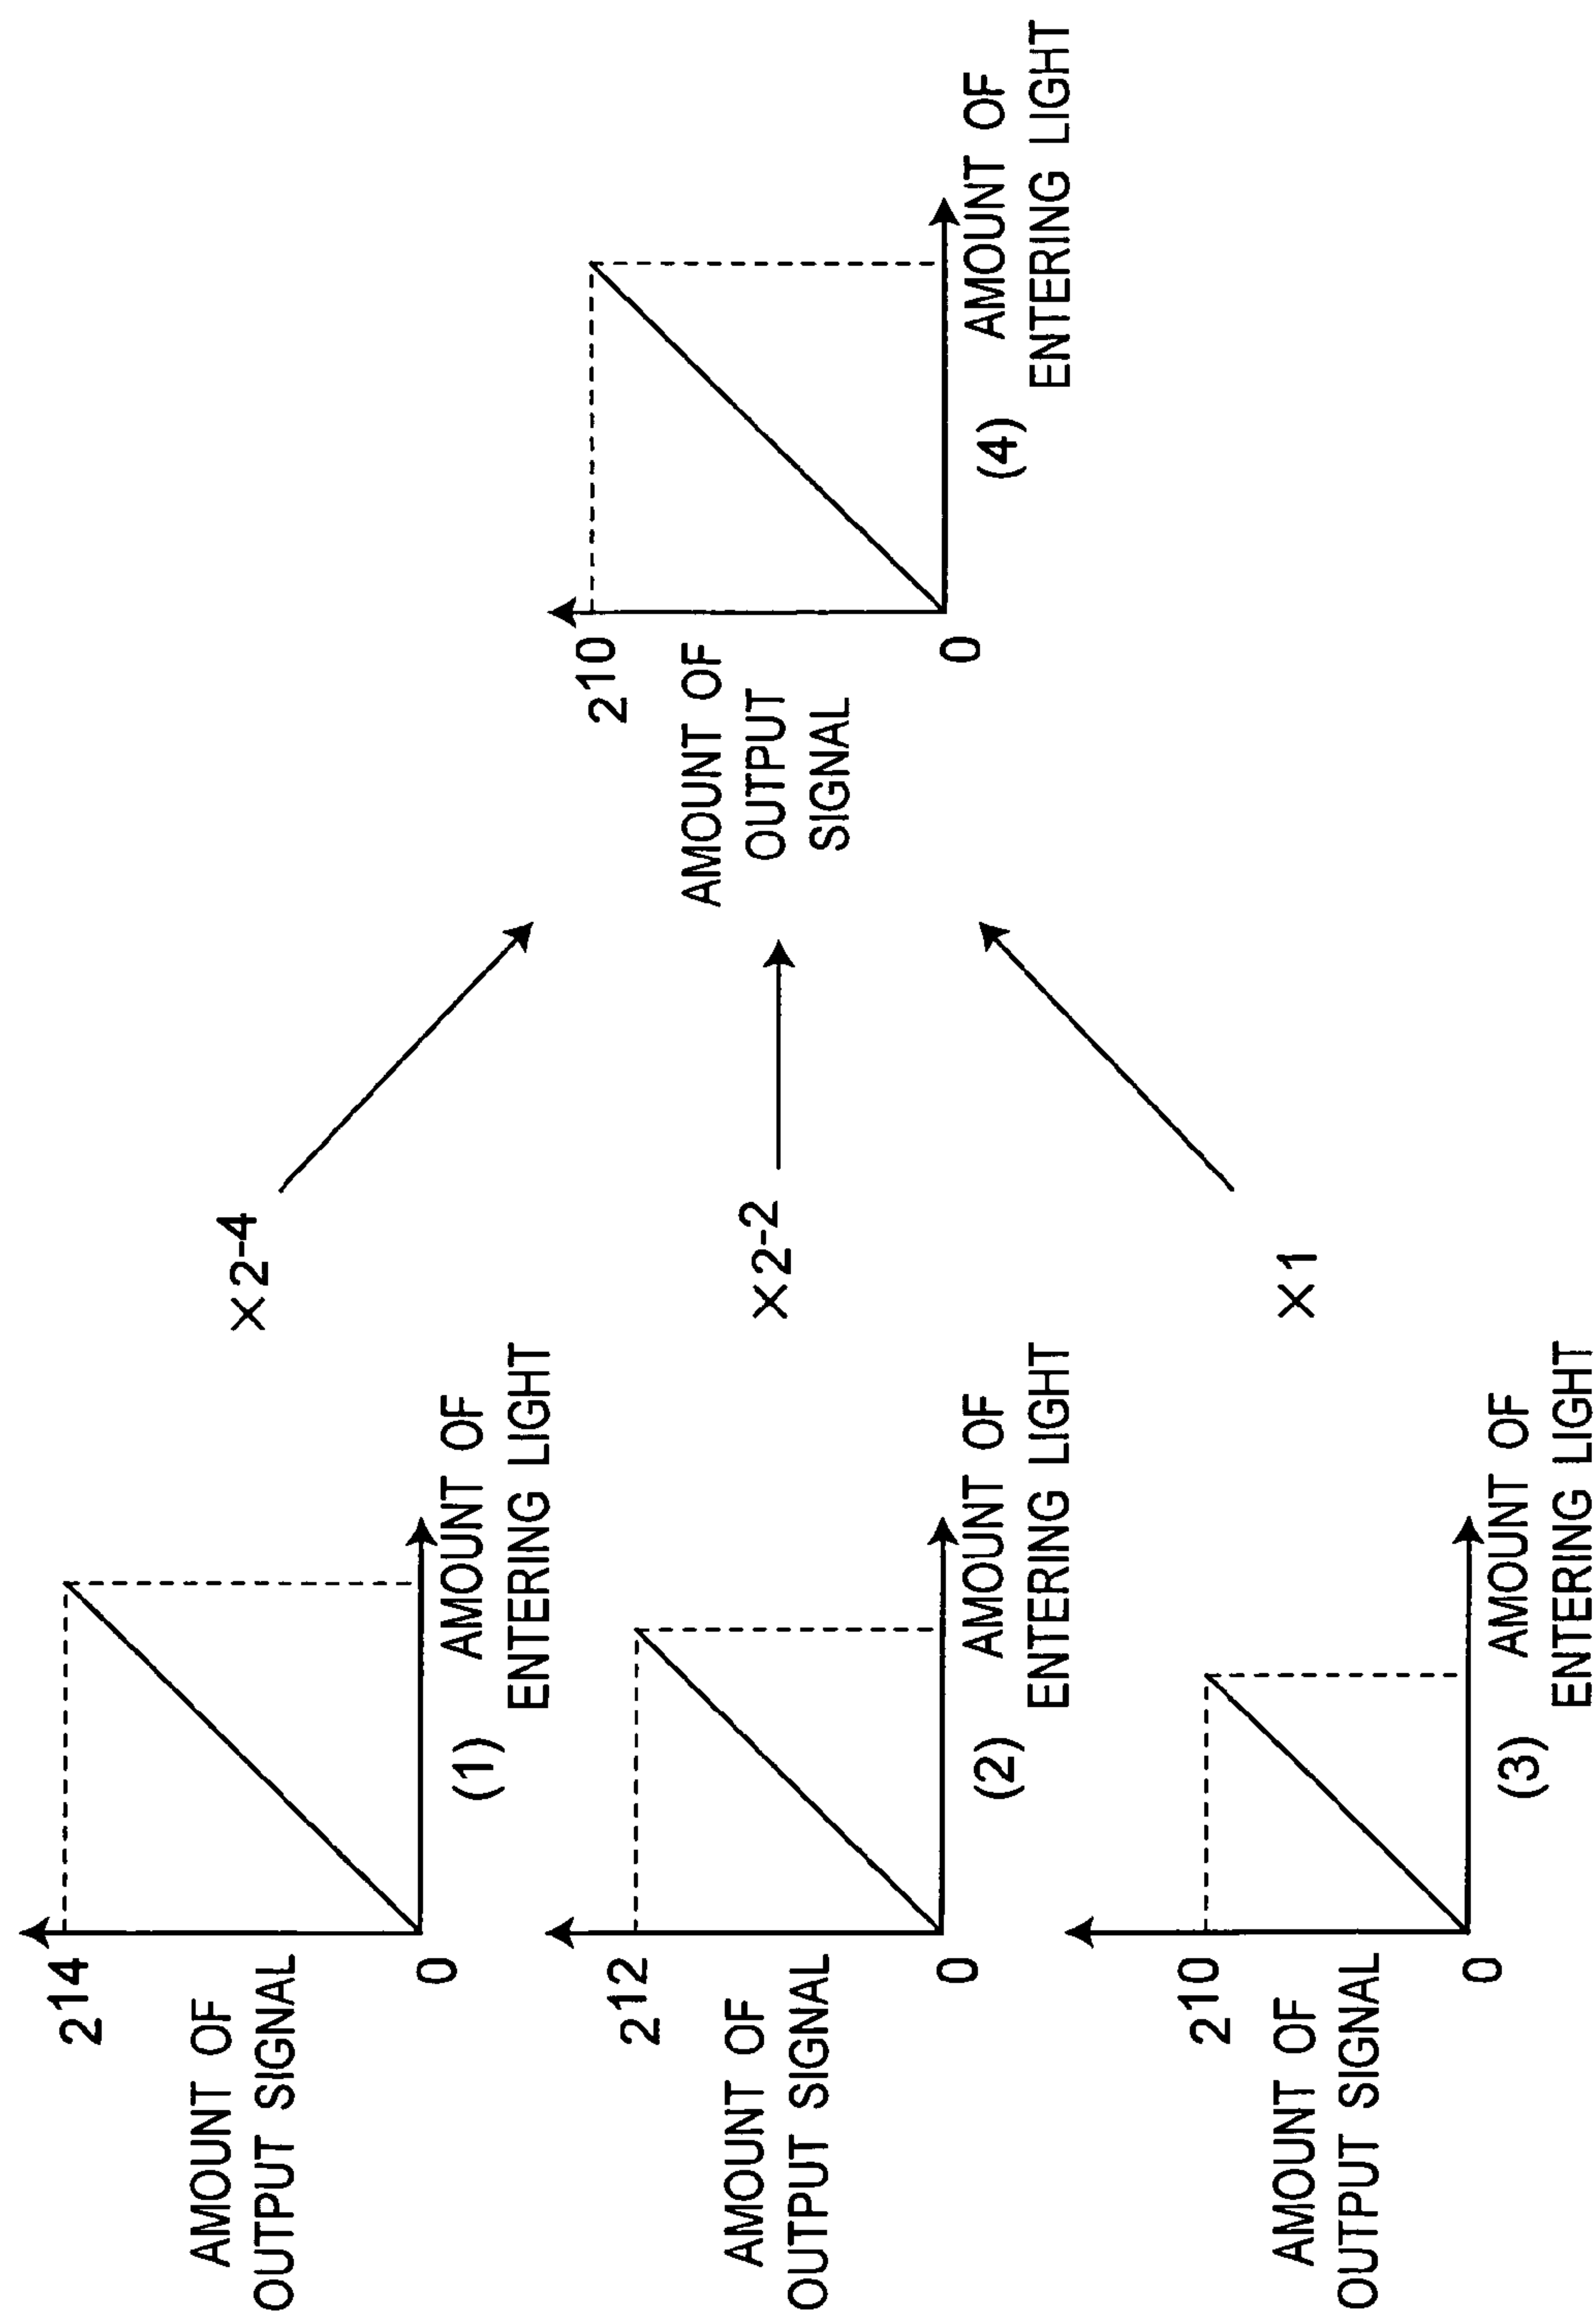 2¹⁴
AMOUNT OF
OUTPUT SIGNAL
0
(1)
AMOUNT OF
ENTERING LIGHT
×2⁻⁴
2¹²
AMOUNT OF
OUTPUT SIGNAL
0
(2)
AMOUNT OF
ENTERING LIGHT
×2⁻²
2¹⁰
AMOUNT OF
OUTPUT SIGNAL
0
(3)
AMOUNT OF
ENTERING LIGHT
×1
2¹⁰
AMOUNT OF
OUTPUT
SIGNAL
0
(4)
AMOUNT OF
ENTERING LIGHT